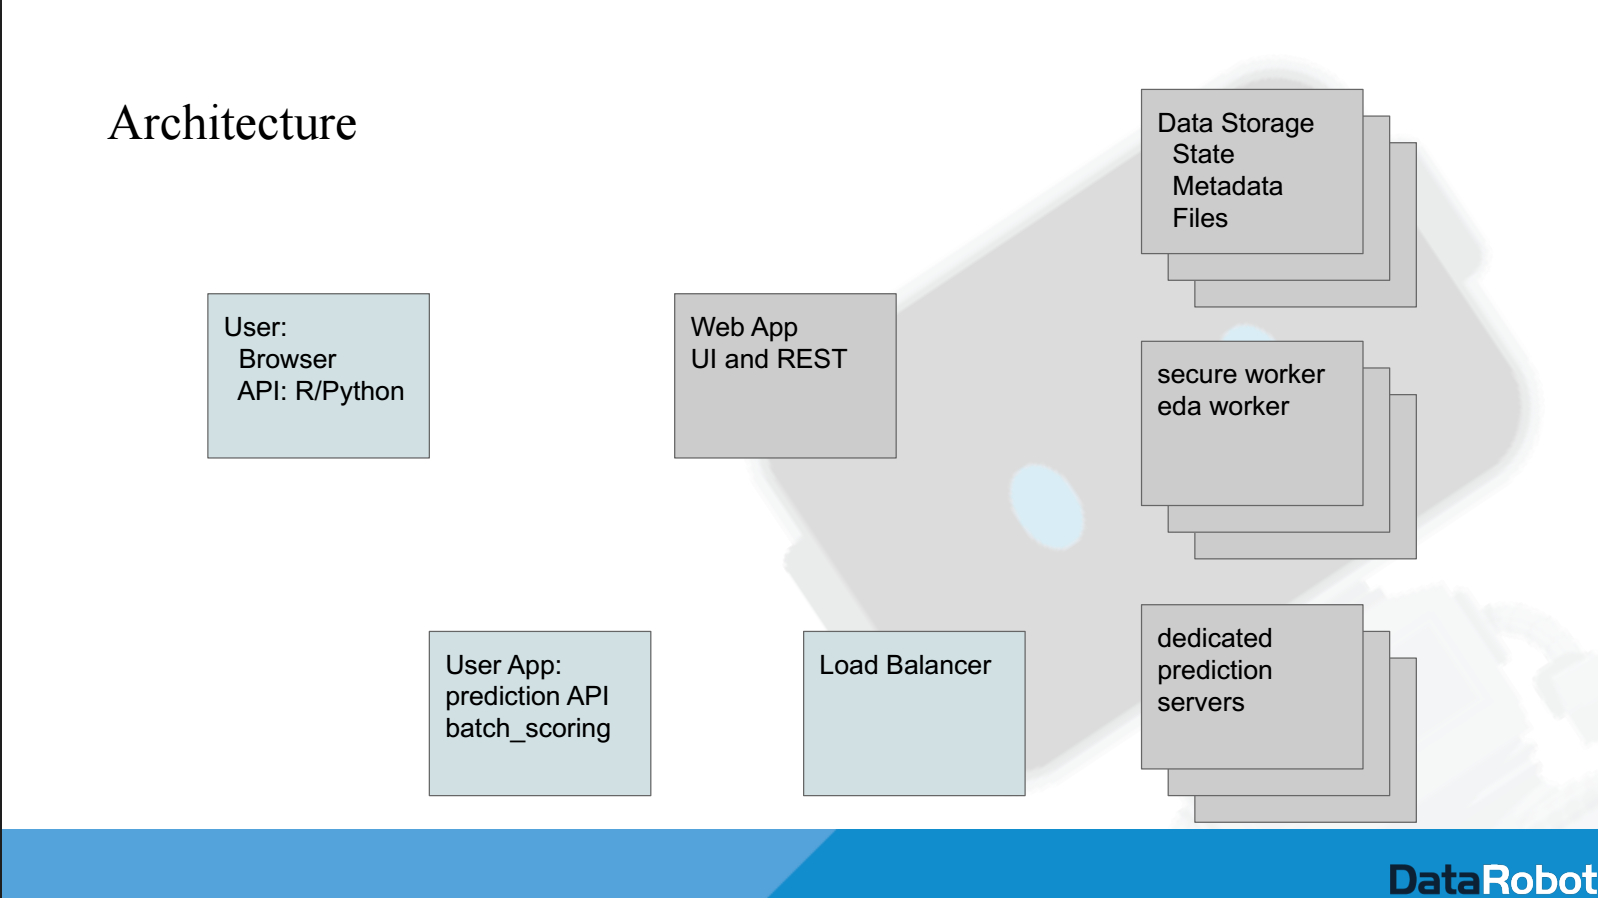 Architecture
Data Storage
State
Metadata
Files
User:
Browser
API: R/Python
Web App
UI and REST
secure worker
eda worker
User App:
prediction API
batch_scoring
Load Balancer
dedicated
prediction
servers
DataRobot